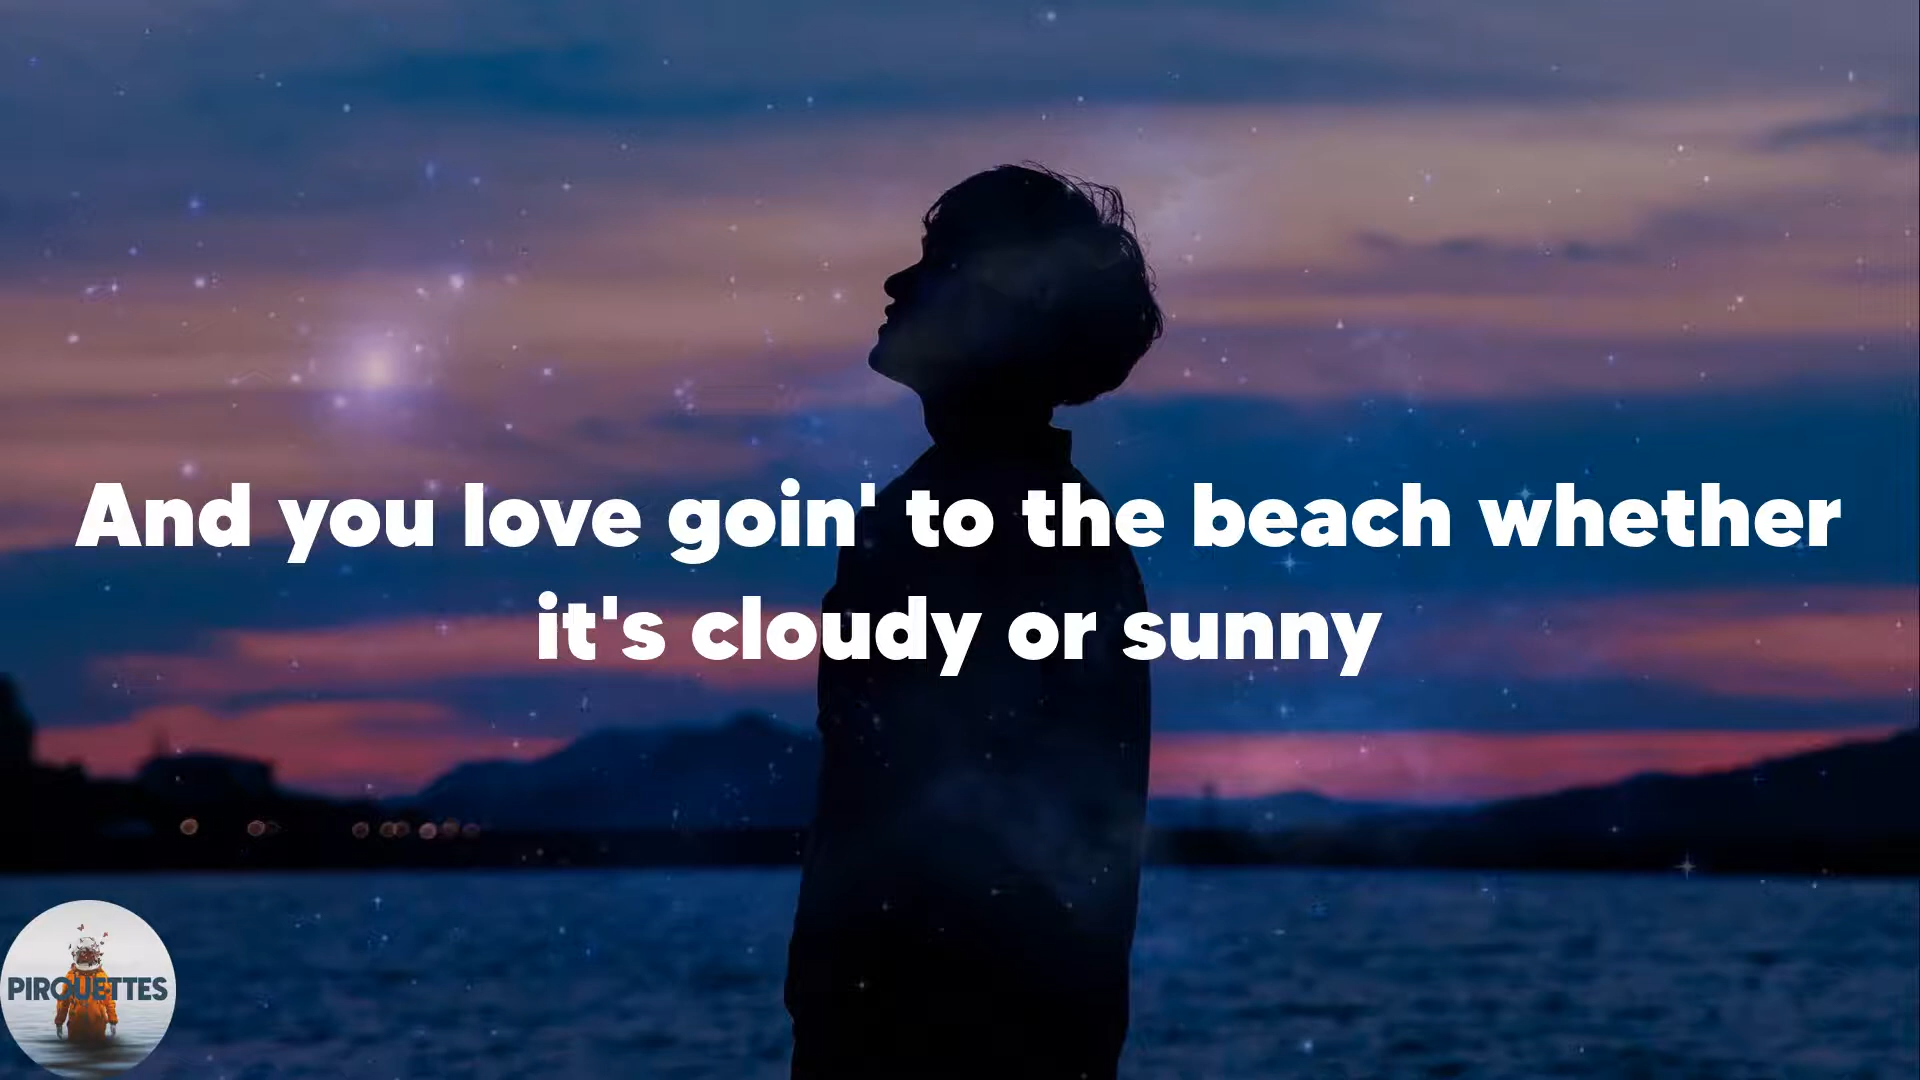 And you love goin' to the beach whether
it's cloudy or sunny
PIROUETTES